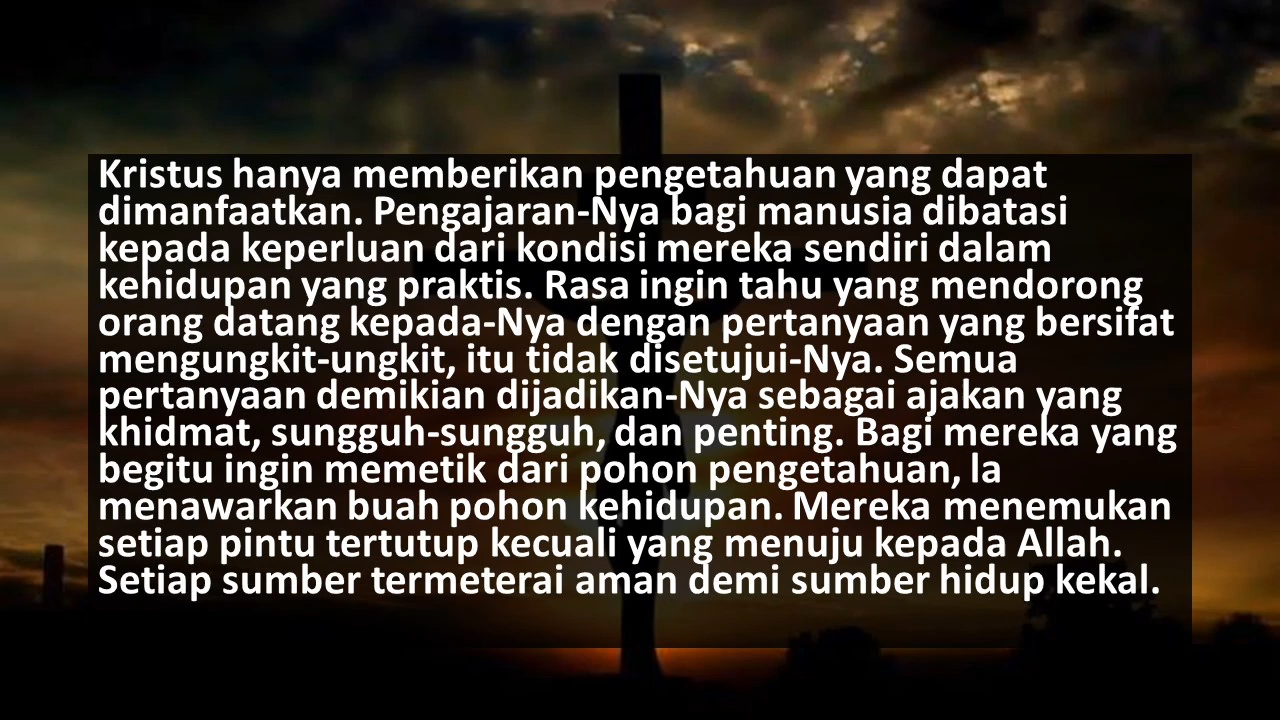 Kristus hanya memberikan pengetahuan yang dapat
dimanfaatkan. Pengajaran-Nya bagi manusia dibatasi
kepada keperluan dari kondisi mereka sendiri dalam
kehidupan yang praktis. Rasa ingin tahu yang mendorong
orang datang kepada-Nya dengan pertanyaan yang bersifat
mengungkit-ungkit, itu tidak disetujui-Nya. Semua
pertanyaan demikian dijadikan-Nya sebagai ajakan yang
khidmat, sungguh-sungguh, dan penting. Bagi mereka yang
begitu ingin memetik dari pohon pengetahuan, la
menawarkan buah pohon kehidupan. Mereka menemukan
setiap pintu tertutup kecuali yang menuju kepada Allah.
Setiap sumber termeterai aman demi sumber hidup kekal.